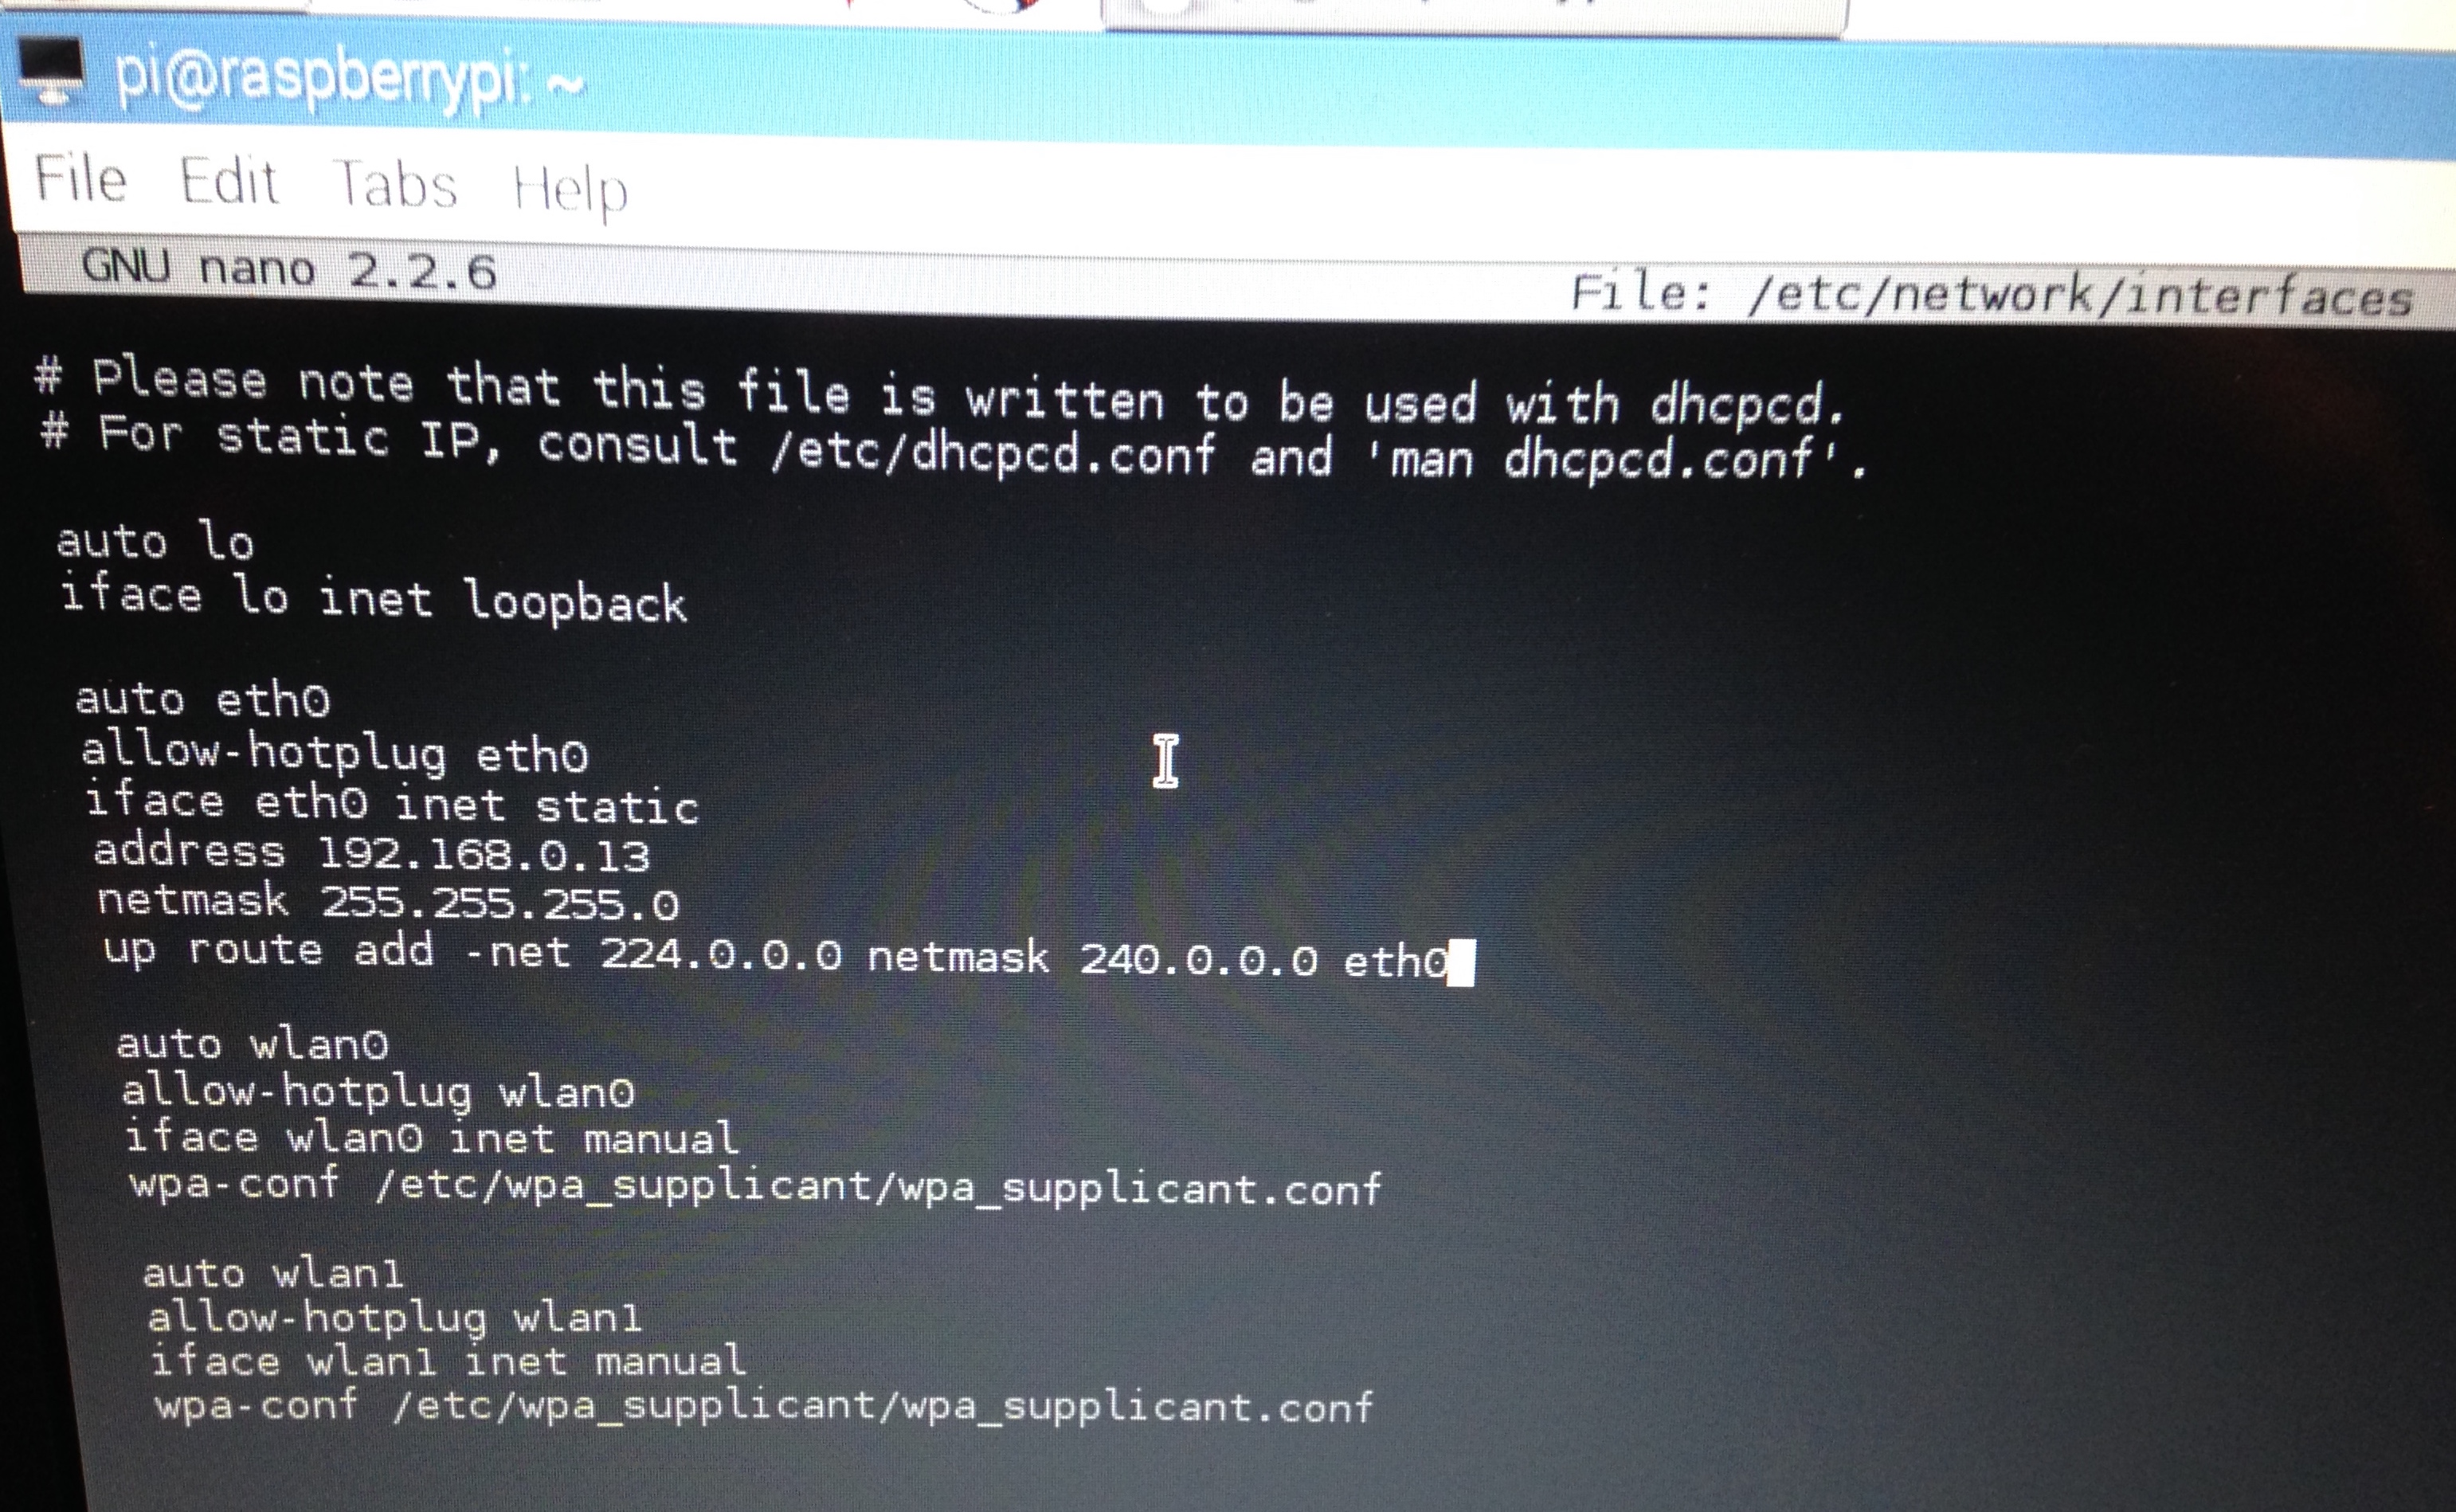 pi@raspberrypi: ~
File Edit Tabs Help
GNU nano 2.2.6 File: /etc/network/interfaces
# Please note that this file is written to be used with dhcpcd.
# For static IP, consult /etc/dhcpcd.conf and 'man dhcpcd.conf'.
auto lo
iface lo inet loopback
auto eth0
allow-hotplug eth0
iface eth0 inet static
address 192.168.0.13
netmask 255.255.255.0
up route add -net 224.0.0.0 netmask 240.0.0.0 eth0
auto wlan0
allow-hotplug wlan0
iface wlan0 inet manual
wpa-conf /etc/wpa_supplicant/wpa_supplicant.conf
auto wlan1
allow-hotplug wlan1
iface wlan1 inet manual
wpa-conf /etc/wpa_supplicant/wpa_supplicant.conf